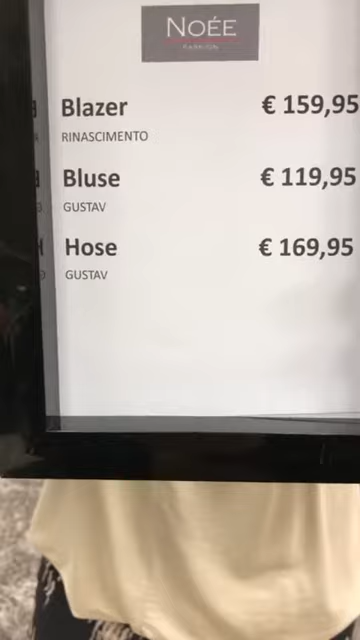 NOÉE
FASHION
Blazer € 159,95
RINASCIMENTO
Bluse € 119,95
GUSTAV
Hose € 169,95
GUSTAV